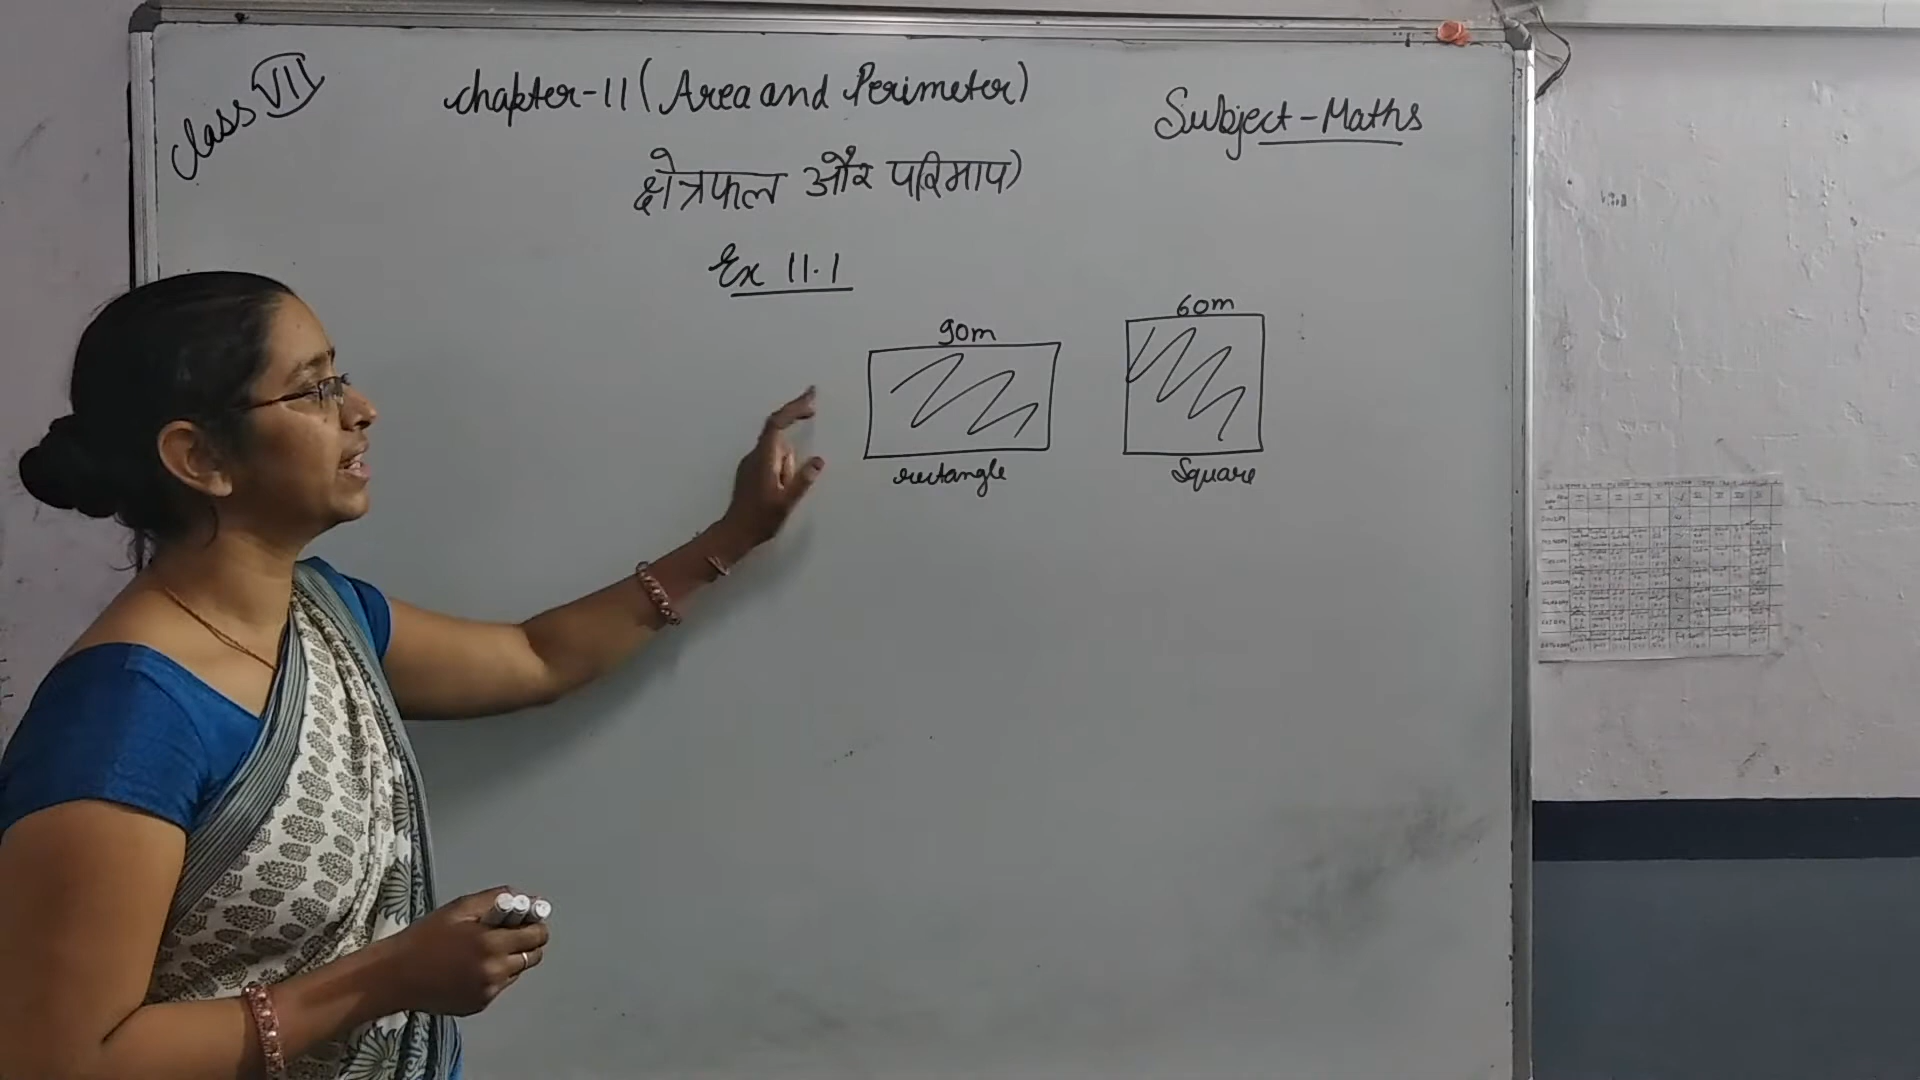 Class VII
Chapter-11 (Area and Perimeter)
Subject-Maths
क्षेत्रफल और परिमाप)
Ex 11.1
90m
60m
rectangle
Square